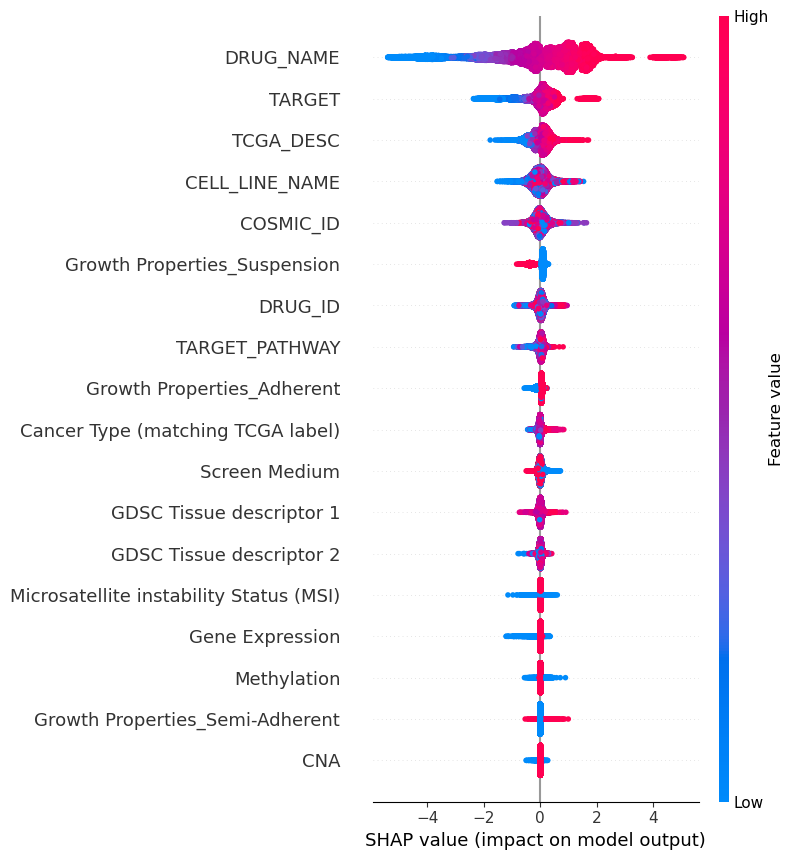 High
DRUG_NAME
TARGET
TCGA_DESC
CELL_LINE_NAME
COSMIC_ID
Growth Properties_Suspension
DRUG_ID
TARGET_PATHWAY
Growth Properties_Adherent
Cancer Type (matching TCGA label)
Screen Medium
GDSC Tissue descriptor 1
GDSC Tissue descriptor 2
Microsatellite instability Status (MSI)
Gene Expression
Methylation
Growth Properties_Semi-Adherent
CNA
Feature value
Low
−4 −2 0 2 4
SHAP value (impact on model output)